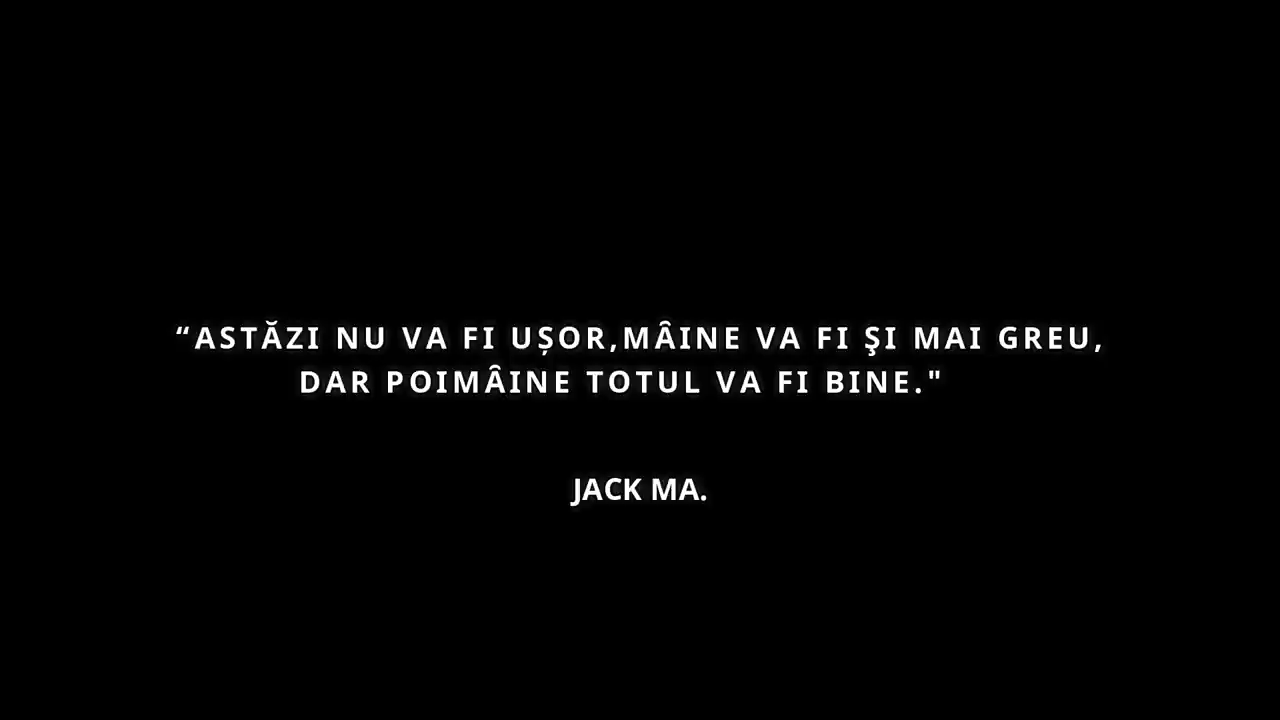 “ASTĂZI NU VA FI UȘOR,MÂINE VA FI ŞI MAI GREU,
DAR POIMÂINE TOTUL VA FI BINE."
JACK MA.